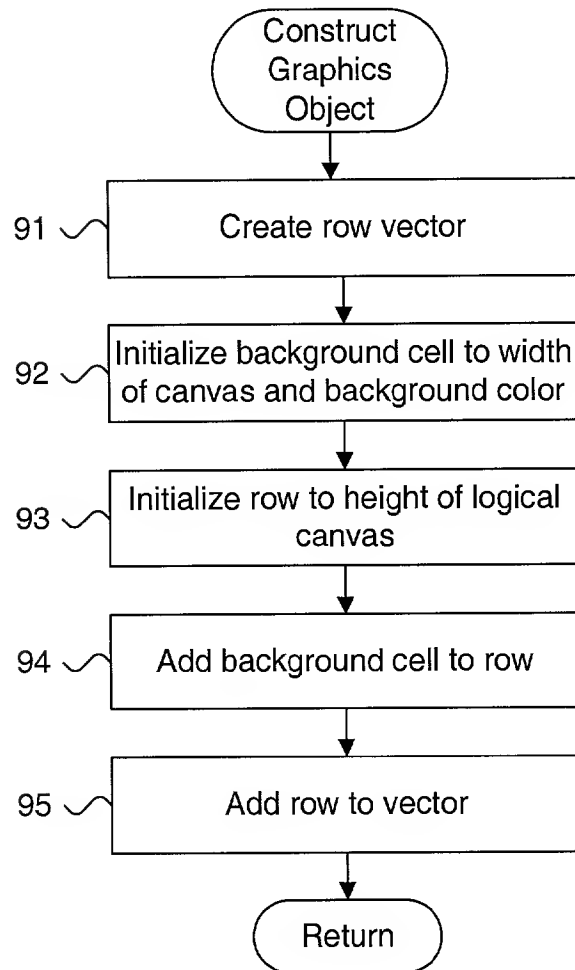 Construct
Graphics
Object
91
Create row vector
92
Initialize background cell to width
of canvas and background color
93
Initialize row to height of logical
canvas
94
Add background cell to row
95
Add row to vector
Return